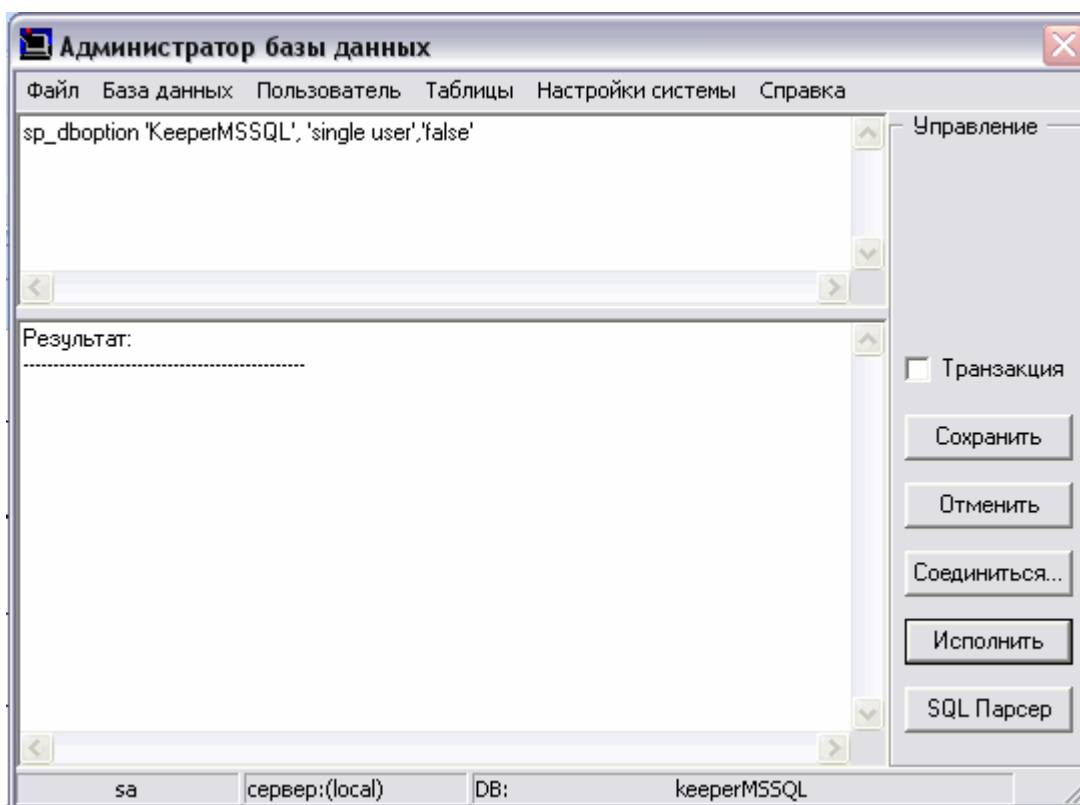 Администратор базы данных
Файл База данных Пользователь Таблицы Настройки системы Справка
sp_dboption 'KeeperMSSQL', 'single user','false'
Управление
Результат:
-----------------------------------------------
Транзакция
Сохранить
Отменить
Соединиться...
Исполнить
SQL Парсер
sa сервер:(local) DB: keeperMSSQL